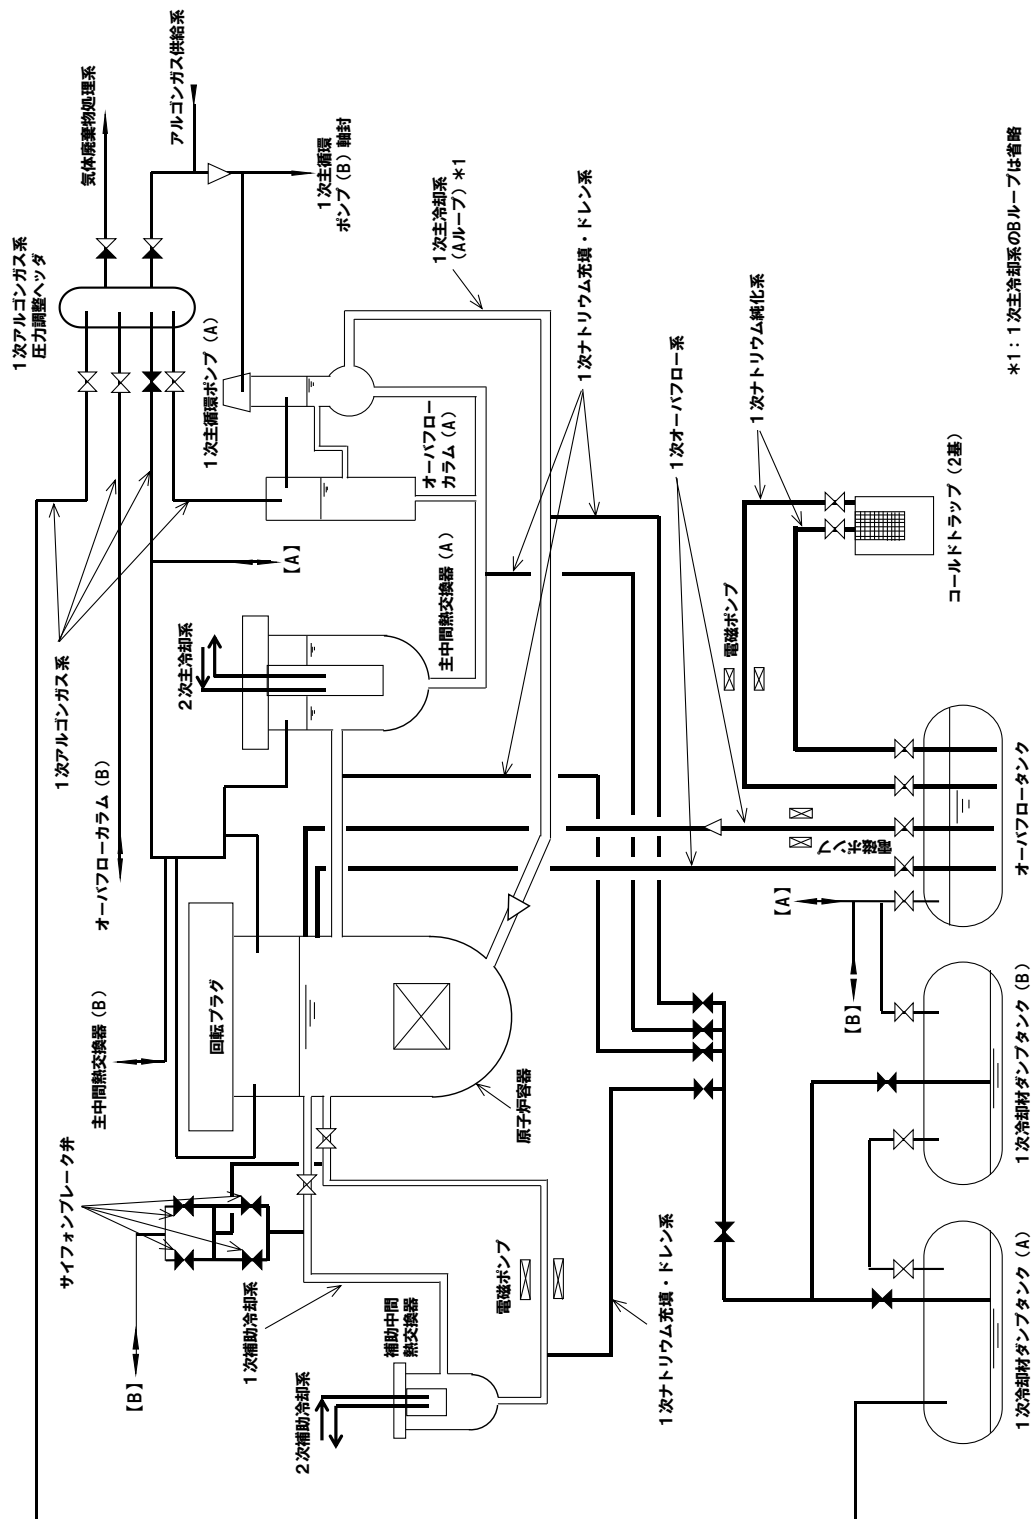 1次アルゴンガス系
圧力調整ヘッダ
気体廃棄物処理系
アルゴンガス供給系
1次主循環
ポンプ(B)軸封
1次主循環ポンプ(A)
1次主冷却系
(Aループ)*1
1次ナトリウム充填・ドレン系
1次オーバフロー系
1次ナトリウム純化系
*1:1次主冷却系のBループは省略
1次アルゴンガス系
【A】
オーバフロー
カラム(A)
2次主冷却系
主中間熱交換器(A)
電磁ポンプ
コールドトラップ(2基)
オーバフローカラム(B)
電磁ポンプ
オーバフロータンク
【A】
【B】
主中間熱交換器(B)
回転プラグ
原子炉容器
1次冷却材ダンプタンク(B)
サイフォンブレーク弁
【B】
1次補助冷却系
電磁ポンプ
補助中間
熱交換器
2次補助冷却系
1次ナトリウム充填・ドレン系
1次冷却材ダンプタンク(A)